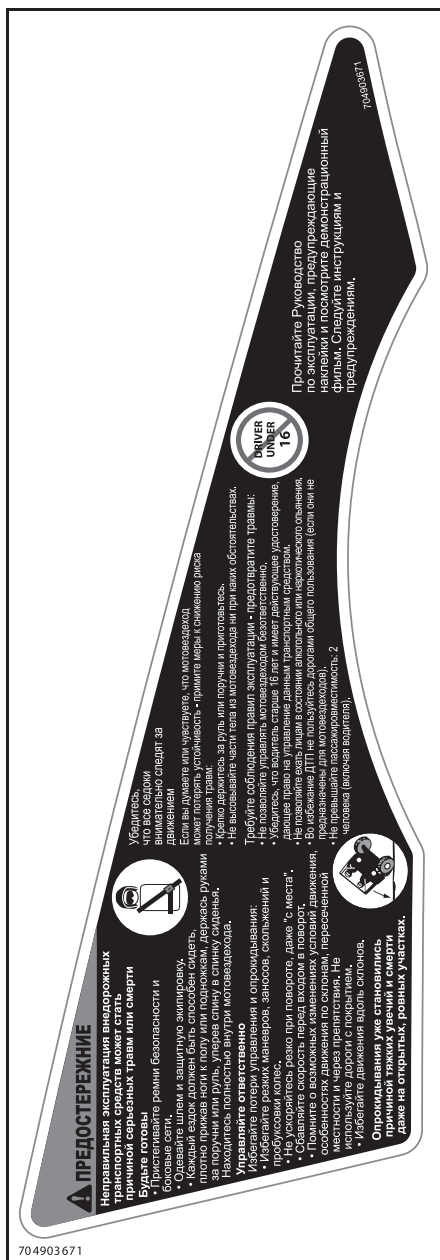 ПРЕДОСТЕРЕЖНИЕ
Неправильная эксплуатация внедорожных
транспортных средств может стать
причиной серьезных травм или смерти
Будьте готовы
• Пристегивайте ремни безопасности и
боковые сети.
• Одевайте шлем и защитную экипировку.
• Каждый ездок должен быть способен сидеть,
плотно прижав ноги к полу или подножкам, держась руками
за поручни или руль, уперев спину в спинку сиденья.
Находитесь полностью внутри мотовездехода.
Управляйте ответственно
Избегайте потери управления и опрокидывания:
• Избегайте резких маневров, заносов, скольжений и
пробуксовки колес.
• Не ускоряйтесь резко при повороте, даже "с места".
• Сбавляйте скорость перед входом в поворот.
• Помните о возможных изменениях условий движения,
особенностях движения по склонам, пересеченной
местности и через препятствия. Не
используйте дороги с покрытием.
• Избегайте движения вдоль склонов.
Опрокидывания уже становились
причиной тяжких увечий и смерти
даже на открытых, ровных участках.
Убедитесь,
что все седоки
внимательно следят за
движением
Если вы думаете или чувствуете, что мотовездеход
может потерять устойчивость - примите меры к снижению риска
получения травм:
• Крепко держитесь за руль или поручни и приготовьтесь.
• Не высовывайте части тела из мотовездехода ни при каких обстоятельствах.
Требуйте соблюдения правил эксплуатации - предотвратите травмы:
• Не позволяйте управлять мотовездеходом безответственно,
• Убедитесь, что водитель старше 16 лет и имеет действующее удостоверение,
дающее право на управление данным транспортным средством.
• Не позволяйте ехать лицам в состоянии алкогольного или наркотического опьянения.
• Во избежание ДТП не пользуйтесь дорогами общего пользования (если они не
предназначены для мотовездеходов).
• Не превышайте пассажировместимость: 2
человека (включая водителя).
DRIVER
UNDER
16
Прочитайте Руководство
по эксплуатации, предупреждающие
наклейки и посмотрите демонстрационный
фильм. Следуйте инструкциям и
предупреждениям.
704903671
704903671